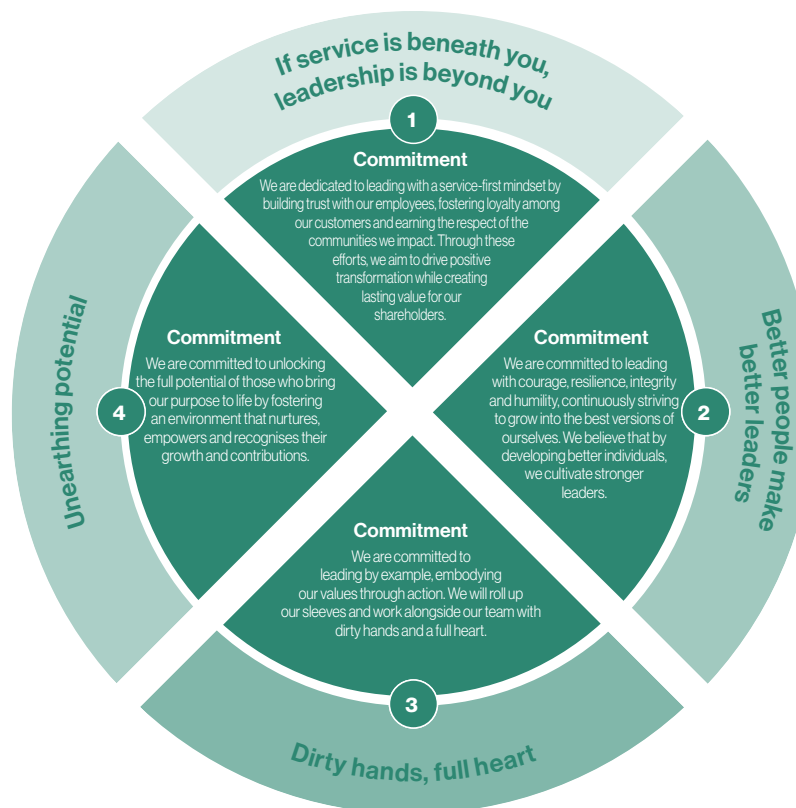 If service is beneath you,
leadership is beyond you
1
Commitment
We are dedicated to leading with a service-first mindset by
building trust with our employees, fostering loyalty among
our customers and earning the respect of the
communities we impact. Through these
efforts, we aim to drive positive
transformation while creating
lasting value for our
shareholders.
Better people make
better leaders
2
Commitment
We are committed to leading
with courage, resilience, integrity
and humility, continuously striving
to grow into the best versions of
ourselves. We believe that by
developing better individuals,
we cultivate stronger
leaders.
Commitment
We are committed to
leading by example, embodying
our values through action. We will roll up
our sleeves and work alongside our team with
dirty hands and a full heart.
3
Dirty hands, full heart
Unearthing potential
4
Commitment
We are committed to unlocking
the full potential of those who bring
our purpose to life by fostering
an environment that nurtures,
empowers and recognises their
growth and contributions.